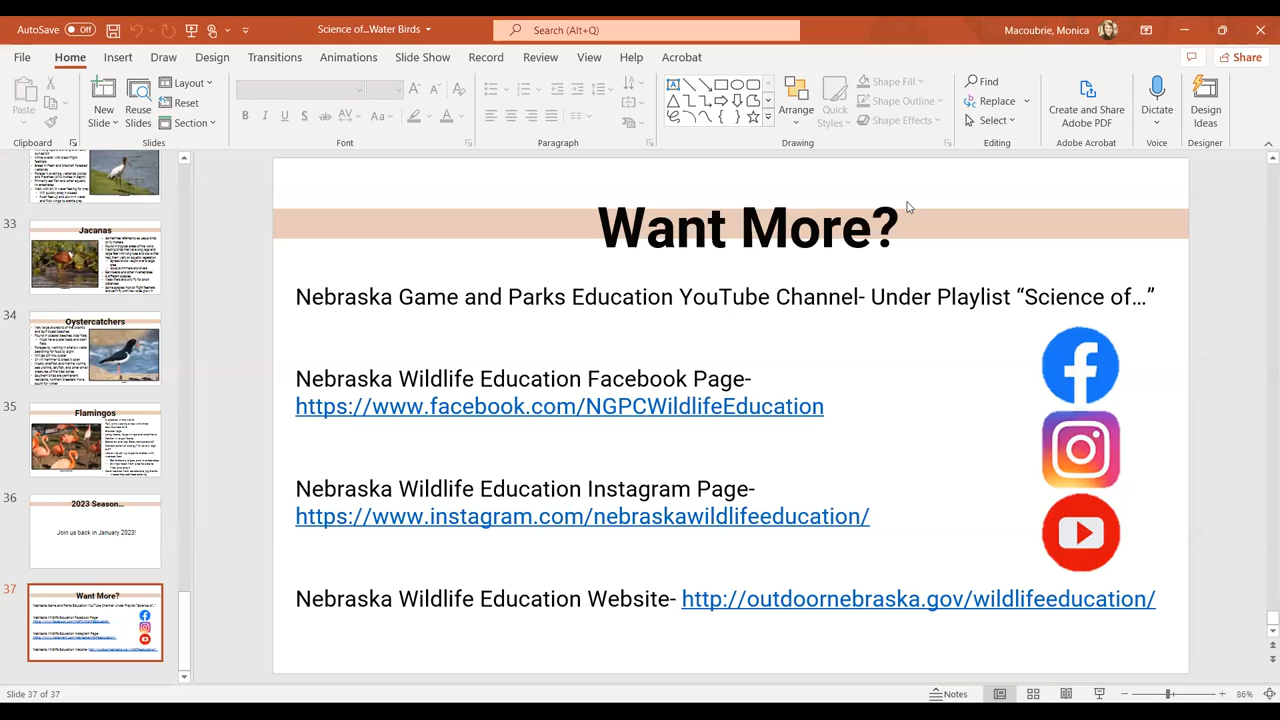 AutoSave Off Science of...Water Birds Search (Alt+Q) Macoubrie, Monica
File Home Insert Draw Design Transitions Animations Slide Show Record Review View Help Acrobat Share
Paste New Slide Reuse Slides Layout Reset Section Arrange Quick Styles Shape Fill Shape Outline Shape Effects Find Replace Select Create and Share Adobe PDF Dictate Design Ideas
Clipboard Slides Font Paragraph Drawing Editing Adobe Acrobat Voice Designer
33
Jacanas
34
Oystercatchers
35
Flamingos
36
2023 Season...
Join us back in January 2023!
37
Want More?
Want More?
Nebraska Game and Parks Education YouTube Channel- Under Playlist “Science of…”
Nebraska Wildlife Education Facebook Page-
https://www.facebook.com/NGPCWildlifeEducation
Nebraska Wildlife Education Instagram Page-
https://www.instagram.com/nebraskawildlifeeducation/
Nebraska Wildlife Education Website- http://outdoornebraska.gov/wildlifeeducation/
Slide 37 of 37 Notes 86%